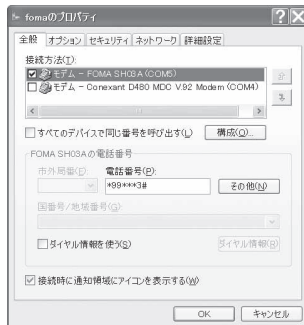 fomaのプロパティ
全般 オプション セキュリティ ネットワーク 詳細設定
接続方法(T):
モデム - FOMA SH03A (COM5)
モデム - Conexant D480 MDC V.92 Modem (COM4)
すべてのデバイスで同じ番号を呼び出す(L) 構成(O)...
FOMA SH03Aの電話番号
市外局番(E): 電話番号(P):
*99***3# その他(N)
国番号/地域番号(G):
ダイヤル情報を使う(S) ダイヤル情報(R)
接続時に通知領域にアイコンを表示する(W)
OK キャンセル